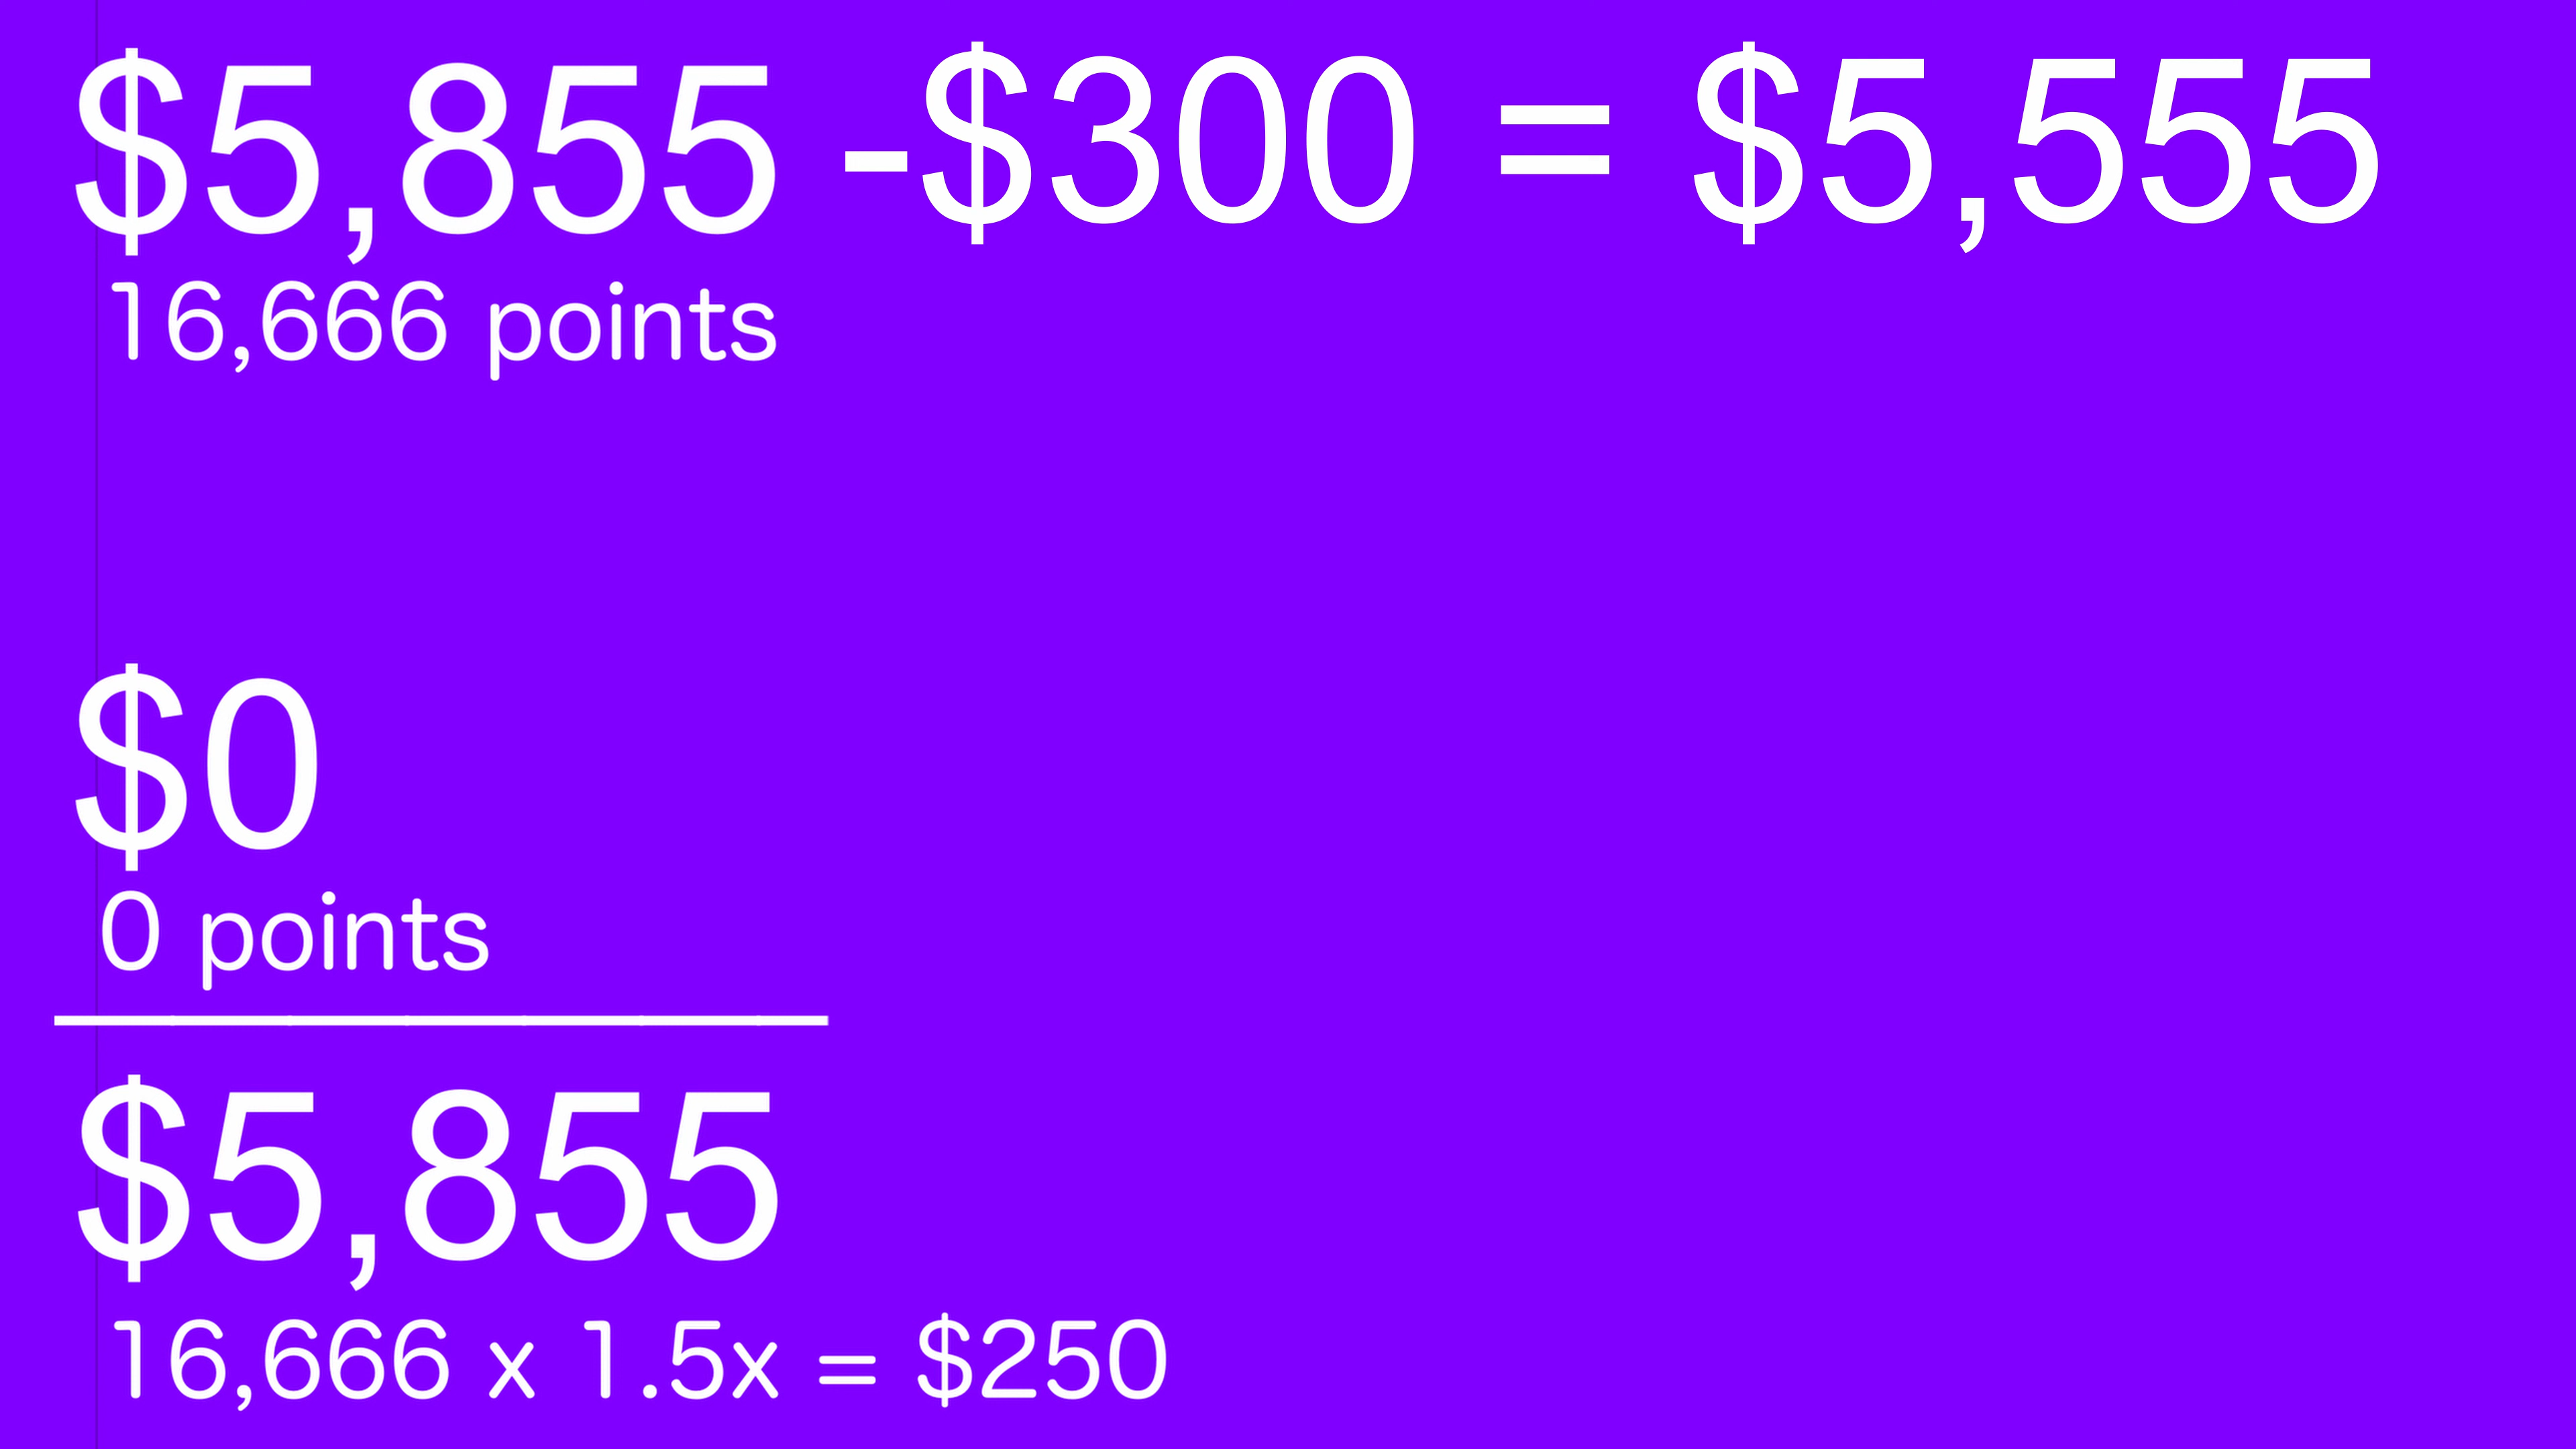 $5,855 -$300 = $5,555
16,666 points
$0
0 points
$5,855
16,666 x 1.5x = $250